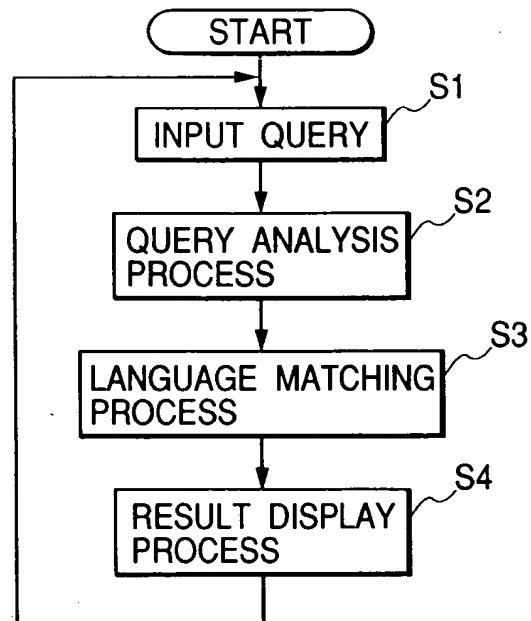 START
S1
INPUT QUERY
S2
QUERY ANALYSIS
PROCESS
S3
LANGUAGE MATCHING
PROCESS
S4
RESULT DISPLAY
PROCESS